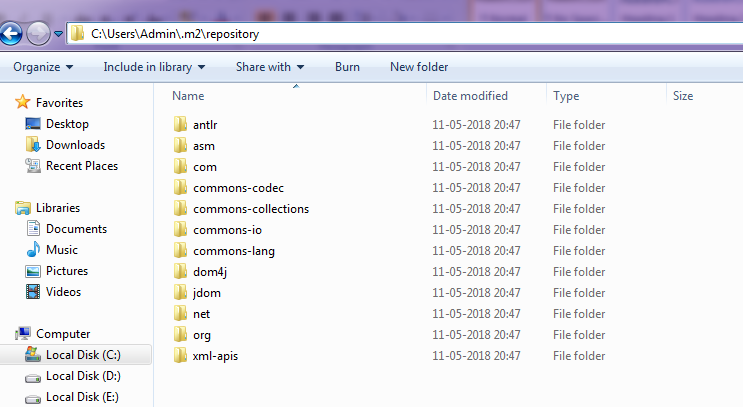 C:\Users\Admin\.m2\repository
Organize Include in library Share with Burn New folder
Name Date modified Type Size
Favorites
Desktop
Downloads
Recent Places
Libraries
Documents
Music
Pictures
Videos
Computer
Local Disk (C:)
Local Disk (D:)
Local Disk (E:)
antlr 11-05-2018 20:47 File folder
asm 11-05-2018 20:47 File folder
com 11-05-2018 20:47 File folder
commons-codec 11-05-2018 20:47 File folder
commons-collections 11-05-2018 20:47 File folder
commons-io 11-05-2018 20:47 File folder
commons-lang 11-05-2018 20:47 File folder
dom4j 11-05-2018 20:47 File folder
jdom 11-05-2018 20:47 File folder
net 11-05-2018 20:47 File folder
org 11-05-2018 20:47 File folder
xml-apis 11-05-2018 20:47 File folder